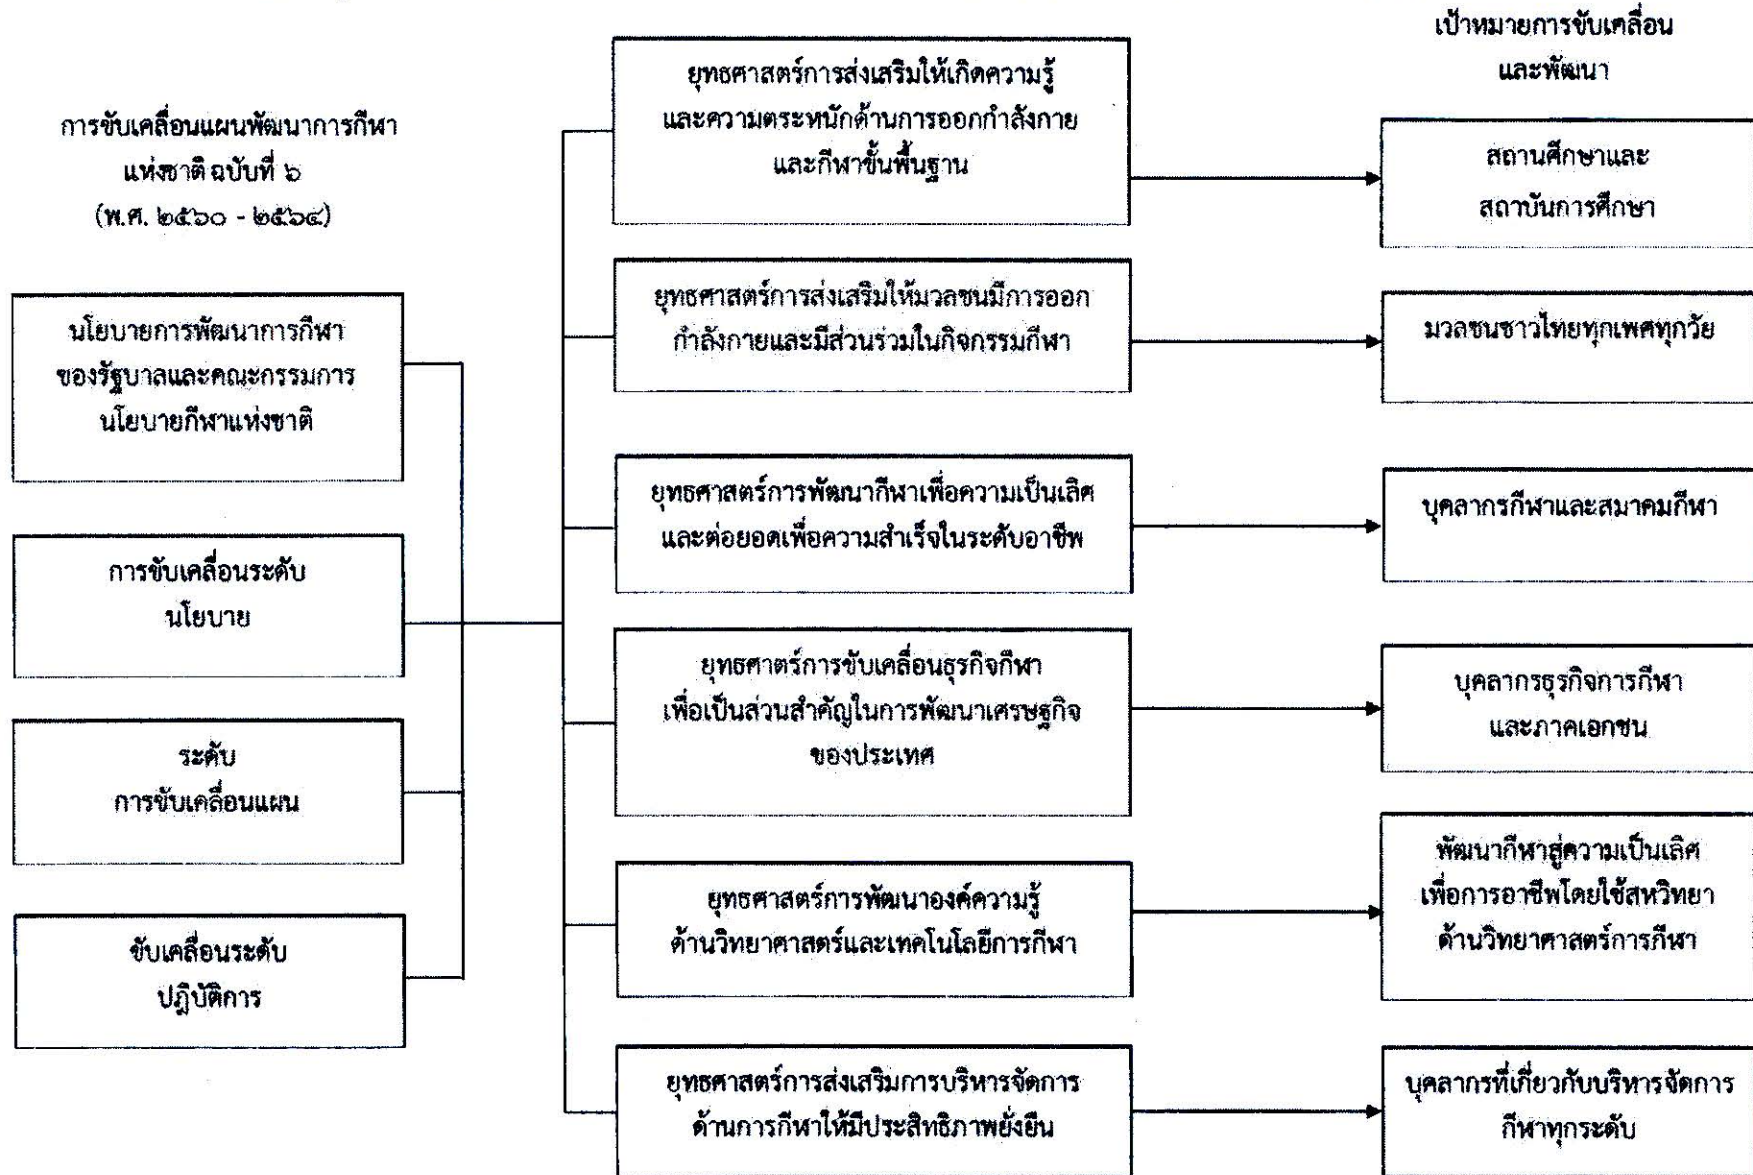 การขับเคลื่อนแผนพัฒนาการกีฬา
แห่งชาติ ฉบับที่ ๖
(พ.ศ. ๒๕๖๐ - ๒๕๖๔)
นโยบายการพัฒนาการกีฬา
ของรัฐบาลและคณะกรรมการ
นโยบายกีฬาแห่งชาติ
การขับเคลื่อนระดับ
นโยบาย
ระดับ
การขับเคลื่อนแผน
ขับเคลื่อนระดับ
ปฏิบัติการ
ยุทธศาสตร์การส่งเสริมให้เกิดความรู้
และความตระหนักด้านการออกกำลังกาย
และกีฬาขั้นพื้นฐาน
ยุทธศาสตร์การส่งเสริมให้มวลชนมีการออก
กำลังกายและมีส่วนร่วมในกิจกรรมกีฬา
ยุทธศาสตร์การพัฒนากีฬาเพื่อความเป็นเลิศ
และต่อยอดเพื่อความสำเร็จในระดับอาชีพ
ยุทธศาตร์การขับเคลื่อนธุรกิจกีฬา
เพื่อเป็นส่วนสำคัญในการพัฒนาเศรษฐกิจ
ของประเทศ
ยุทธศาสตร์การพัฒนาองค์ความรู้
ด้านวิทยาศาสตร์และเทคโนโลยีการกีฬา
ยุทธศาสตร์การส่งเสริมการบริหารจัดการ
ด้านการกีฬาให้มีประสิทธิภาพยั่งยืน
เป้าหมายการขับเคลื่อน
และพัฒนา
สถานศึกษาและ
สถาบันการศึกษา
มวลชนชาวไทยทุกเพศทุกวัย
บุคลากรกีฬาและสมาคมกีฬา
บุคลากรธุรกิจการกีฬา
และภาคเอกชน
พัฒนากีฬาสู่ความเป็นเลิศ
เพื่อการอาชีพโดยใช้สหวิทยา
ด้านวิทยาศาสตร์การกีฬา
บุคลากรที่เกี่ยวกับบริหารจัดการ
กีฬาทุกระดับ